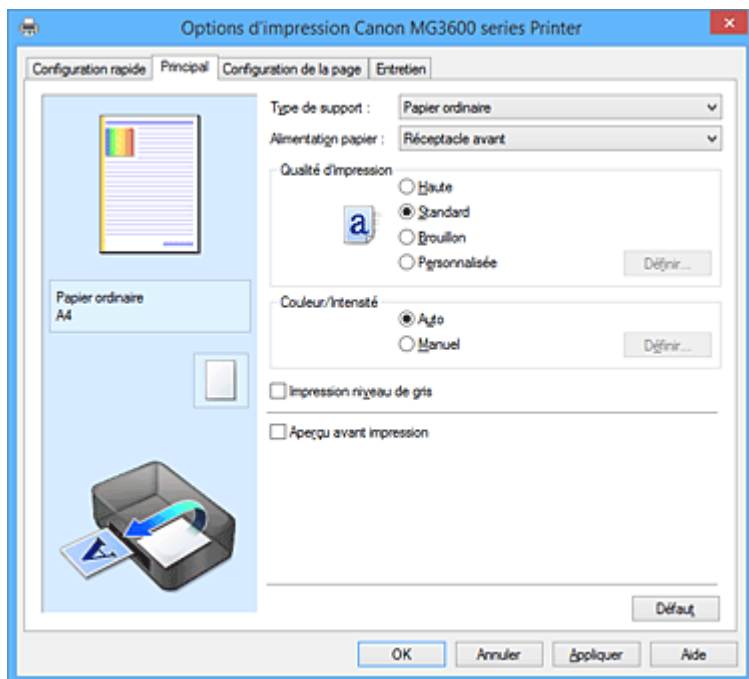 Options d'impression Canon MG3600 series Printer
Configuration rapide Principal Configuration de la page Entretien
Type de support : Papier ordinaire
Alimentation papier : Réceptacle avant
Qualité d'impression
Haute
a Standard
Brouillon
Personnalisée Définir...
Papier ordinaire
A4
Couleur/Intensité
Auto
Manuel Définir...
Impression niveau de gris
Aperçu avant impression
A
Défaut
OK Annuler Appliquer Aide